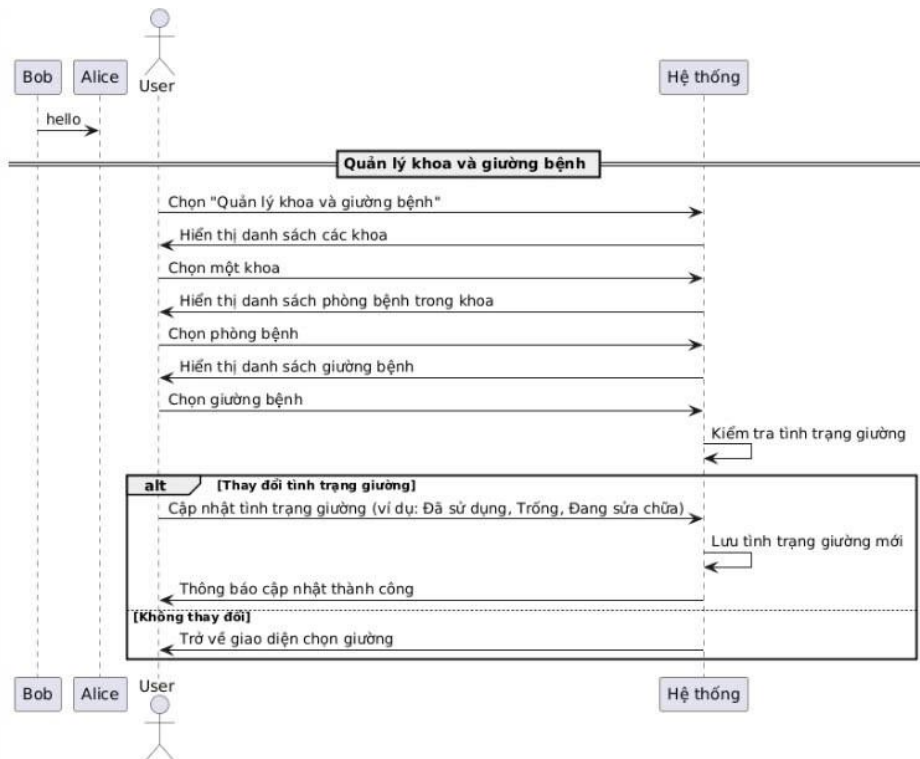 Bob Alice User Hệ thống
hello
Quản lý khoa và giường bệnh
Chọn "Quản lý khoa và giường bệnh"
Hiển thị danh sách các khoa
Chọn một khoa
Hiển thị danh sách phòng bệnh trong khoa
Chọn phòng bệnh
Hiển thị danh sách giường bệnh
Chọn giường bệnh
Kiểm tra tình trạng giường
alt [Thay đổi tình trạng giường]
Cập nhật tình trạng giường (ví dụ: Đã sử dụng, Trống, Đang sửa chữa)
Lưu tình trạng giường mới
Thông báo cập nhật thành công
[Không thay đổi]
Trở về giao diện chọn giường
Bob Alice User Hệ thống